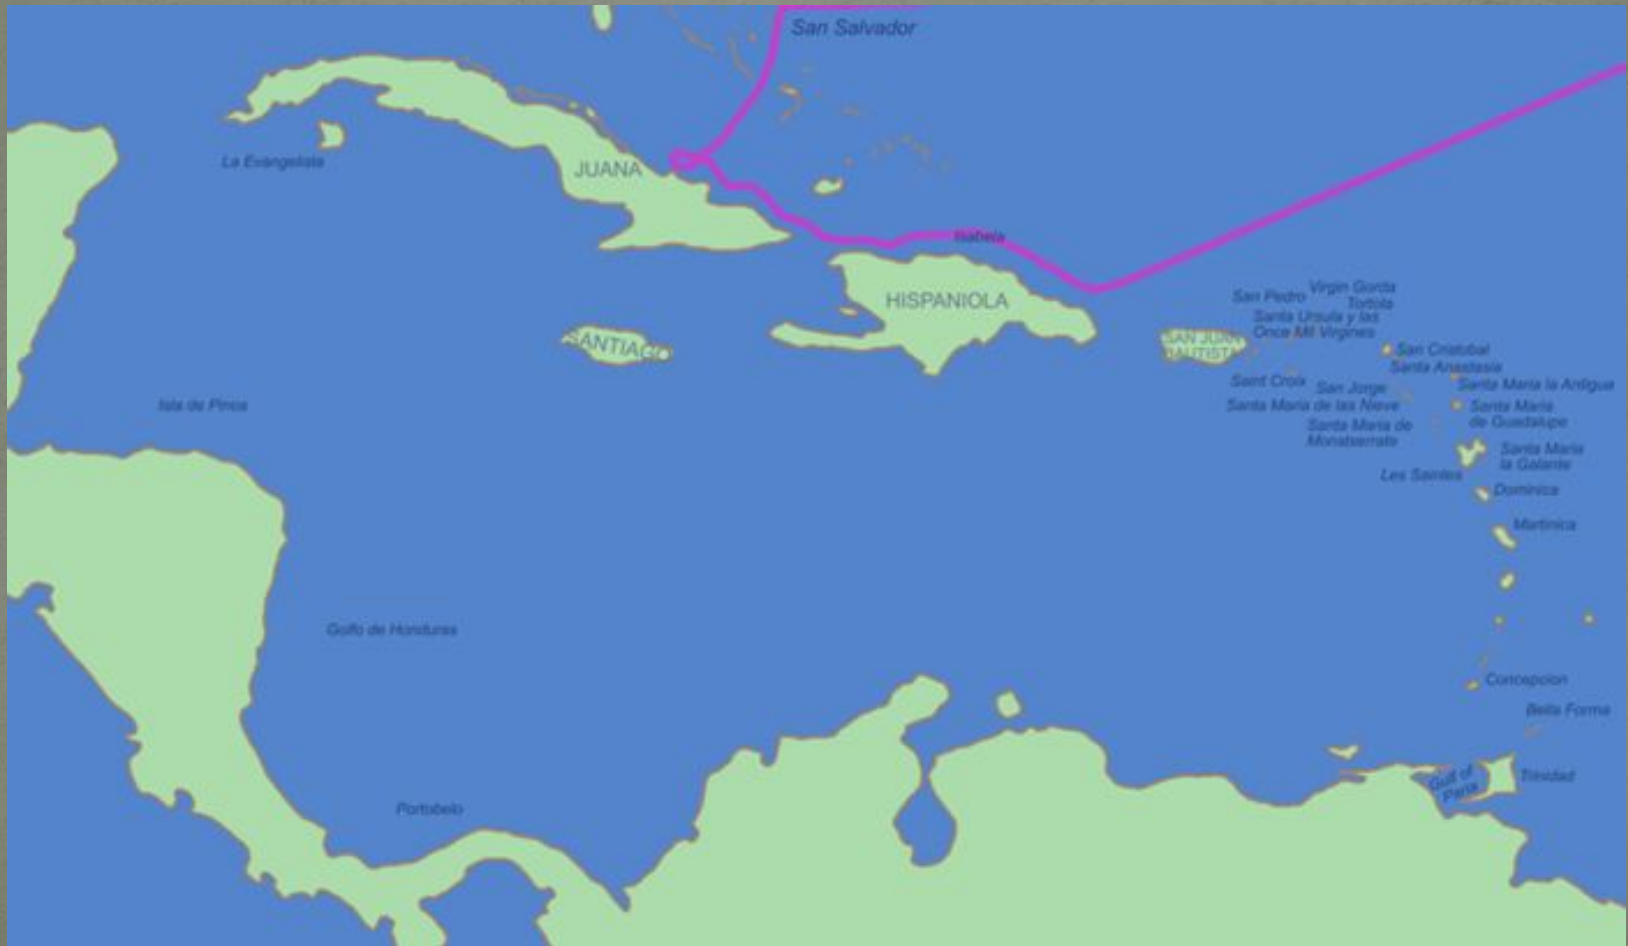 San Salvador
La Evangelista
JUANA
Isabela
HISPANIOLA
SANTIAGO
SAN JUAN
BAUTISTA
San Pedro
Virgin Gorda
Tortola
Santa Ursula y las
Once Mil Virgines
San Cristobal
Santa Anastasia
Saint Croix
San Jorge
Santa Maria la Antigua
Santa Maria de las Nieve
Santa Maria
de Guadalupe
Santa Maria de
Monstserrate
Santa Maria
la Galante
Les Saintes
Dominica
Martinica
Isla de Pinos
Golfo de Honduras
Concepcion
Bella Forma
Gulf of
Paria
Trinidad
Portobelo